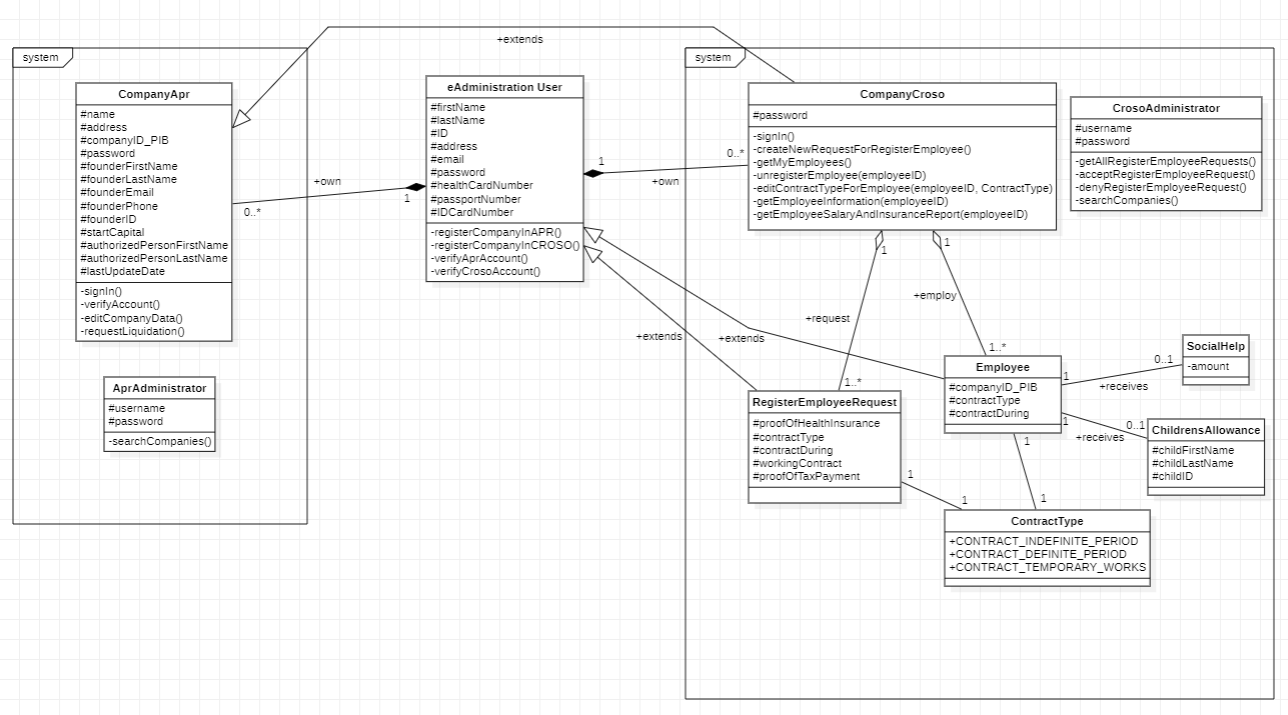 +extends
system
CompanyApr
#name
#address
#companyID_PIB
#password
#founderFirstName
#founderLastName
#founderEmail
#founderPhone
#founderID
#startCapital
#authorizedPersonFirstName
#authorizedPersonLastName
#lastUpdateDate
-signIn()
-verifyAccount()
-editCompanyData()
-requestLiquidation()
AprAdministrator
#username
#password
-searchCompanies()
+own
0..*
1
eAdministration User
#firstName
#lastName
#ID
#address
#email
#password
#healthCardNumber
#passportNumber
#IDCardNumber
-registerCompanyInAPR()
-registerCompanyInCROSO()
-verifyAprAccount()
-verifyCrosoAccount()
1
0..*
+own
system
CompanyCroso
#password
-signIn()
-createNewRequestForRegisterEmployee()
-getMyEmployees()
-unregisterEmployee(employeeID)
-editContractTypeForEmployee(employeeID, ContractType)
-getEmployeeInformation(employeeID)
-getEmployeeSalaryAndInsuranceReport(employeeID)
CrosoAdministrator
#username
#password
-getAllRegisterEmployeeRequests()
-acceptRegisterEmployeeRequest()
-denyRegisterEmployeeRequest()
-searchCompanies()
1
1
+employ
+request
+extends
+extends
1..*
1..*
Employee
#companyID_PIB
#contractType
#contractDuring
1
0..1
+receives
SocialHelp
-amount
1
0..1
+receives
ChildrensAllowance
#childFirstName
#childLastName
#childID
RegisterEmployeeRequest
#proofOfHealthInsurance
#contractType
#contractDuring
#workingContract
#proofOfTaxPayment
1
1
1
1
ContractType
+CONTRACT_INDEFINITE_PERIOD
+CONTRACT_DEFINITE_PERIOD
+CONTRACT_TEMPORARY_WORKS